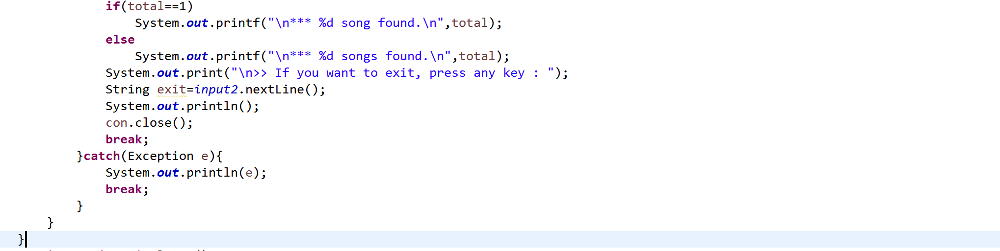 if(total==1)
System.out.printf("\n*** %d song found.\n",total);
else
System.out.printf("\n*** %d songs found.\n",total);
System.out.print("\n>> If you want to exit, press any key : ");
String exit=input2.nextLine();
System.out.println();
con.close();
break;
}catch(Exception e){
System.out.println(e);
break;
}
}
}